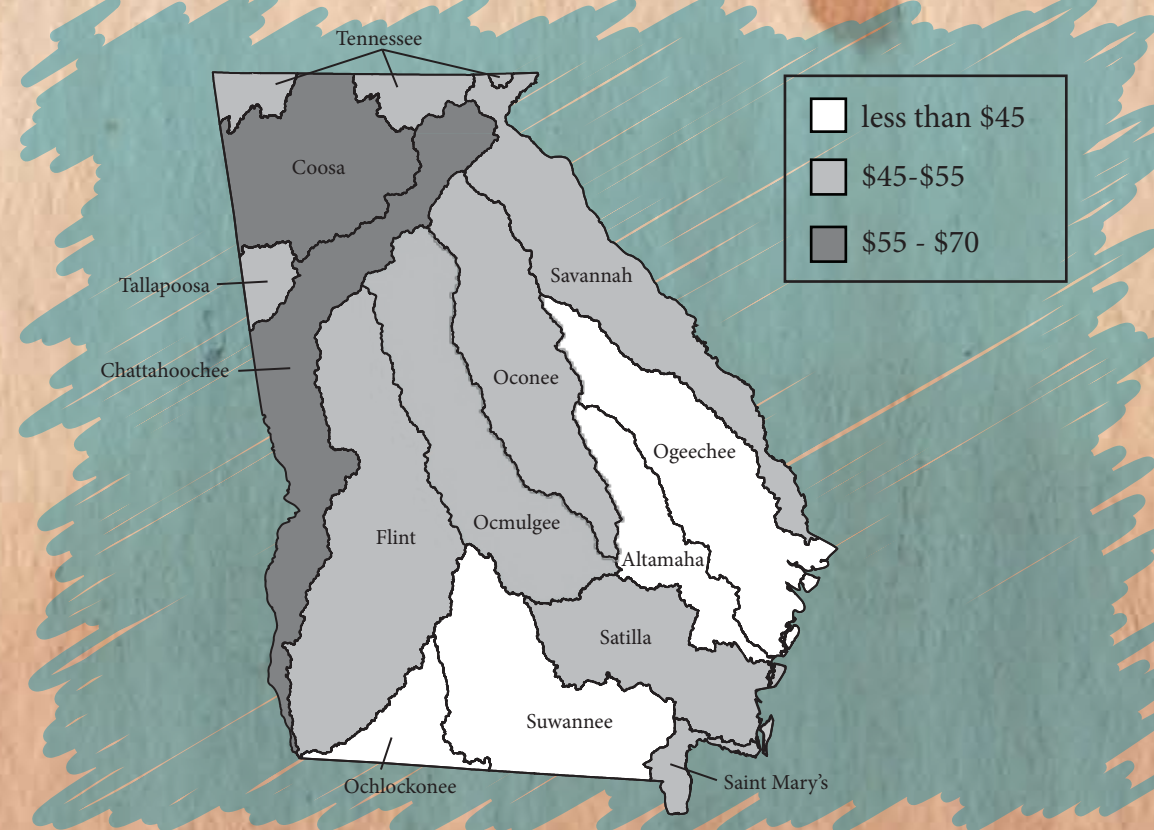 Tennessee
less than $45
Coosa
$45-$55
$55 - $70
Savannah
Tallapoosa
Chattahoochee
Oconee
Ogeechee
Ocmulgee
Flint
Altamaha
Satilla
Suwannee
Saint Mary's
Ochlockonee